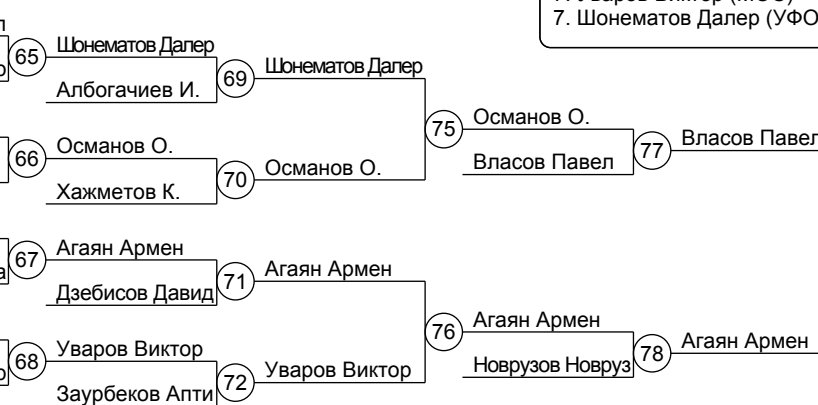 7. Шонематов Далер (УФО
65
Шонематов Далер
Албогачиев И.
69
Шонематов Далер
66
Османов О.
Хажметов К.
70
Османов О.
75
Османов О.
Власов Павел
77
Власов Павел
67
Агаян Армен
Дзебисов Давид
71
Агаян Армен
68
Уваров Виктор
Заурбеков Апти
72
Уваров Виктор
76
Агаян Армен
Новрузов Новруз
78
Агаян Армен